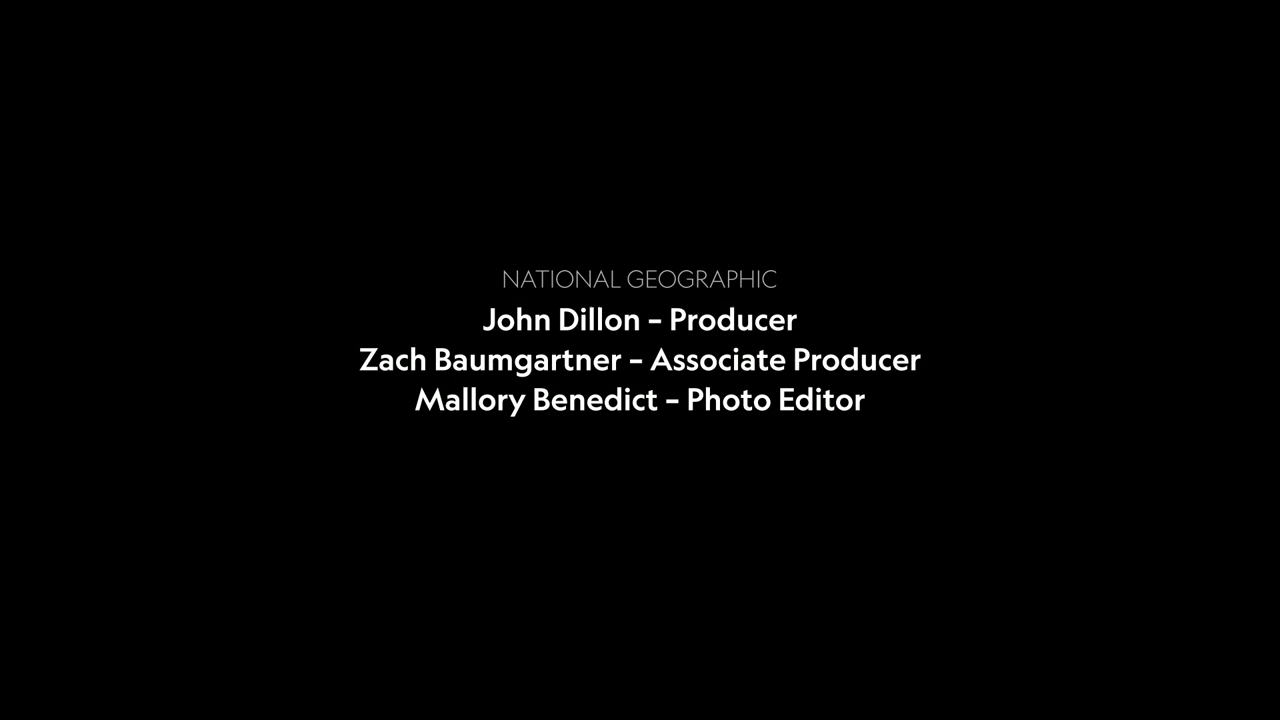 NATIONAL GEOGRAPHIC
John Dillon – Producer
Zach Baumgartner – Associate Producer
Mallory Benedict – Photo Editor